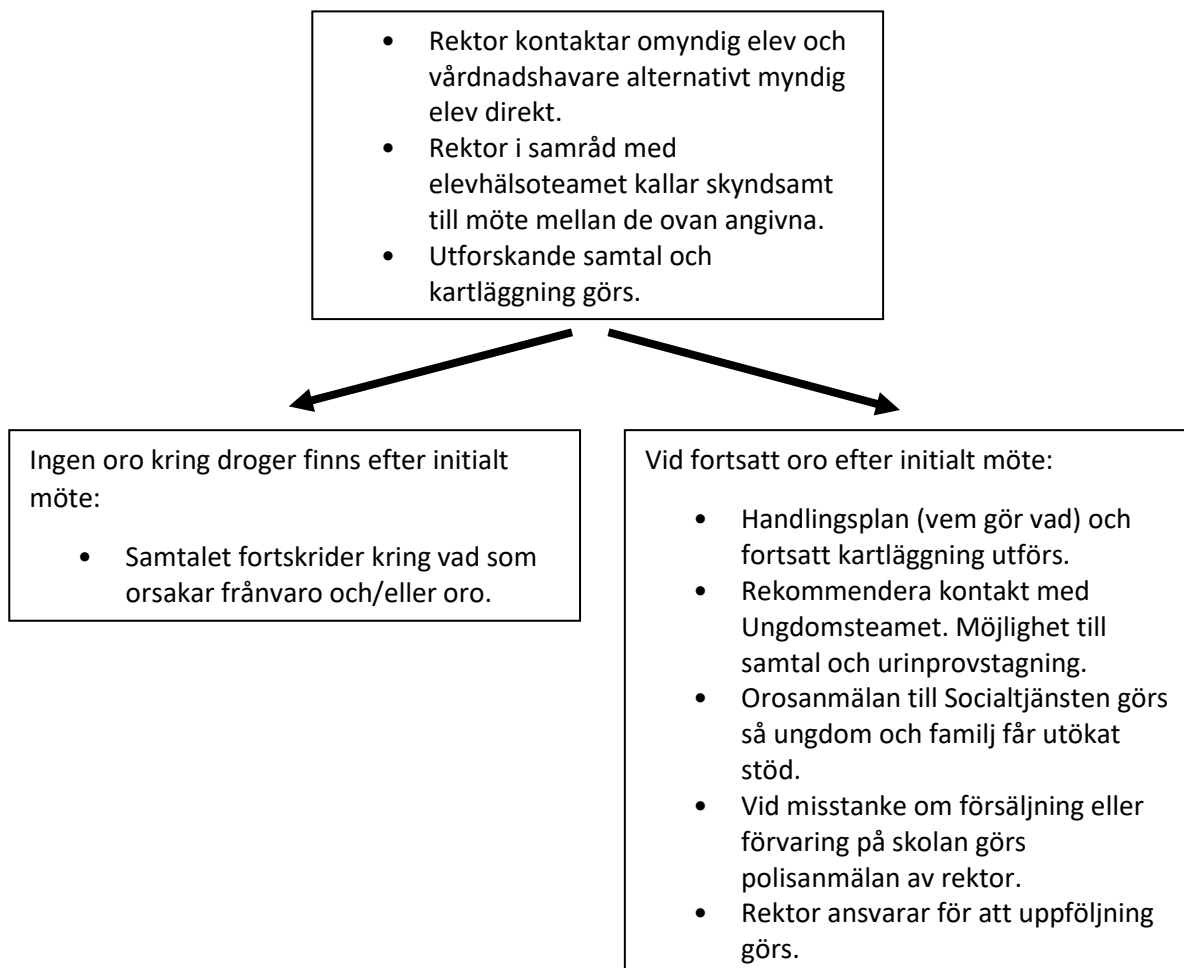 • Rektor kontaktar omyndig elev och
vårdnadshavare alternativt myndig
elev direkt.
• Rektor i samråd med
elevhälsoteamet kallar skyndsamt
till möte mellan de ovan angivna.
• Utforskande samtal och
kartläggning görs.
Ingen oro kring droger finns efter initialt
möte:
• Samtalet fortskrider kring vad som
orsakar frånvaro och/eller oro.
Vid fortsatt oro efter initialt möte:
• Handlingsplan (vem gör vad) och
fortsatt kartläggning utförs.
• Rekommendera kontakt med
Ungdomsteamet. Möjlighet till
samtal och urinprovstagning.
• Orosanmälan till Socialtjänsten görs
så ungdom och familj får utökat
stöd.
• Vid misstanke om försäljning eller
förvaring på skolan görs
polisanmälan av rektor.
• Rektor ansvarar för att uppföljning
görs.